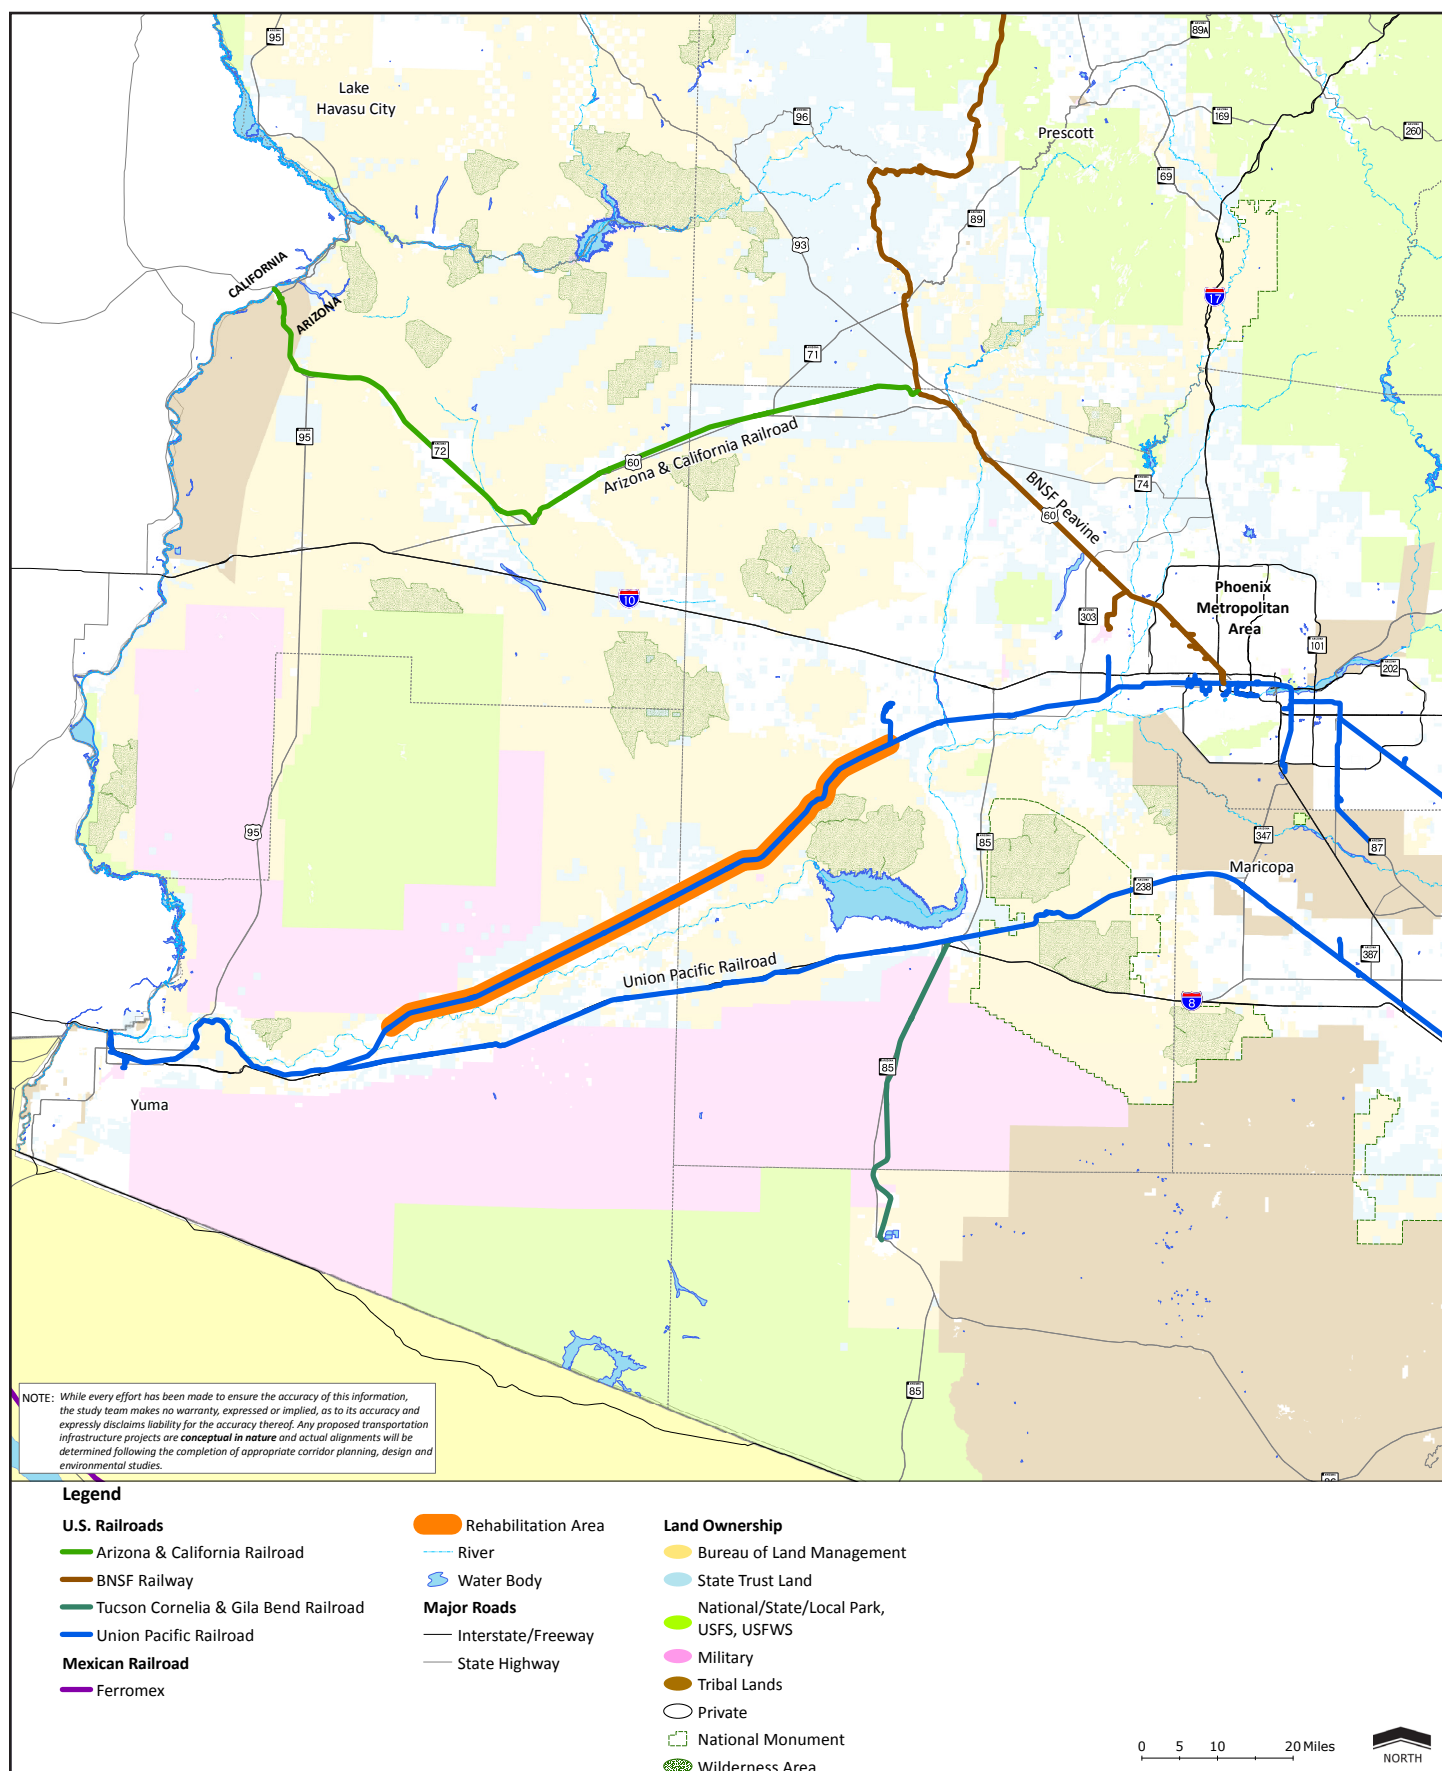 95
89A
Lake
Havasu City
96
169
260
Prescott
69
89
93
CALIFORNIA
ARIZONA
17
71
95
72
60
Arizona & California Railroad
BNSF Peavine
60
74
10
303
Phoenix
Metropolitan
Area
101
202
95
85
347
87
Maricopa
238
Union Pacific Railroad
387
8
85
Yuma
85
86
NOTE: While every effort has been made to ensure the accuracy of this information,
the study team makes no warranty, expressed or implied, as to its accuracy and
expressly disclaims liability for the accuracy thereof. Any proposed transportation
infrastructure projects are conceptual in nature and actual alignments will be
determined following the completion of appropriate corridor planning, design and
environmental studies.
Legend
U.S. Railroads
Arizona & California Railroad
BNSF Railway
Tucson Cornelia & Gila Bend Railroad
Union Pacific Railroad
Mexican Railroad
Ferromex
Rehabilitation Area
River
Water Body
Major Roads
Interstate/Freeway
State Highway
Land Ownership
Bureau of Land Management
State Trust Land
National/State/Local Park,
USFS, USFWS
Military
Tribal Lands
Private
National Monument
Wilderness Area
0 5 10 20 Miles
NORTH